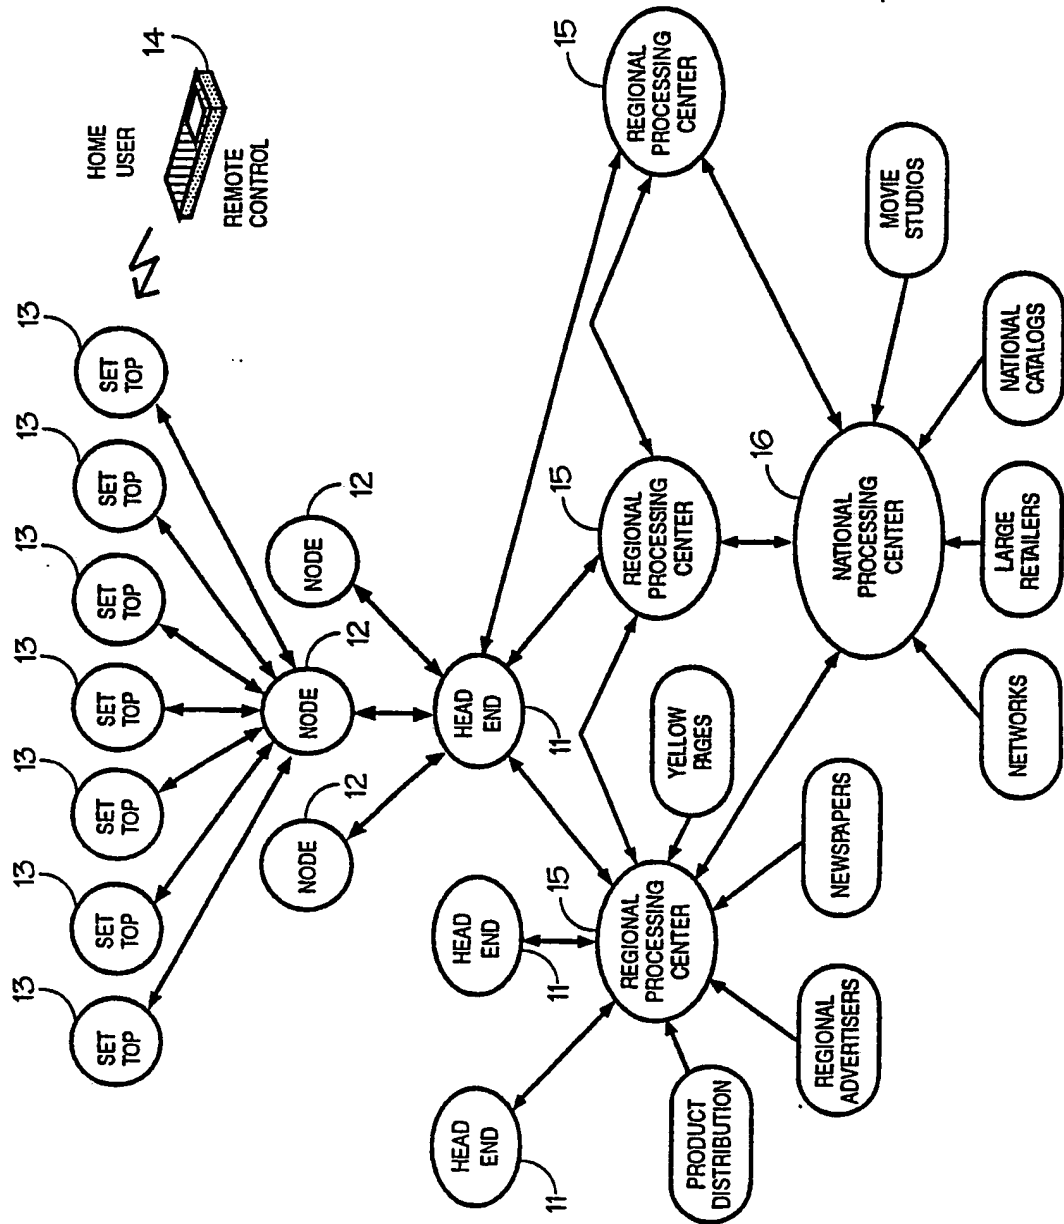 13
13
13
13
13
13
13
SET
TOP
SET
TOP
SET
TOP
SET
TOP
SET
TOP
SET
TOP
SET
TOP
HOME
USER
14
REMOTE
CONTROL
12
NODE
12
NODE
12
NODE
HEAD
END
11
HEAD
END
11
HEAD
END
11
15
REGIONAL
PROCESSING
CENTER
15
REGIONAL
PROCESSING
CENTER
15
REGIONAL
PROCESSING
CENTER
YELLOW
PAGES
PRODUCT
DISTRIBUTION
REGIONAL
ADVERTISERS
NEWSPAPERS
16
NATIONAL
PROCESSING
CENTER
MOVIE
STUDIOS
NETWORKS
LARGE
RETAILERS
NATIONAL
CATALOGS